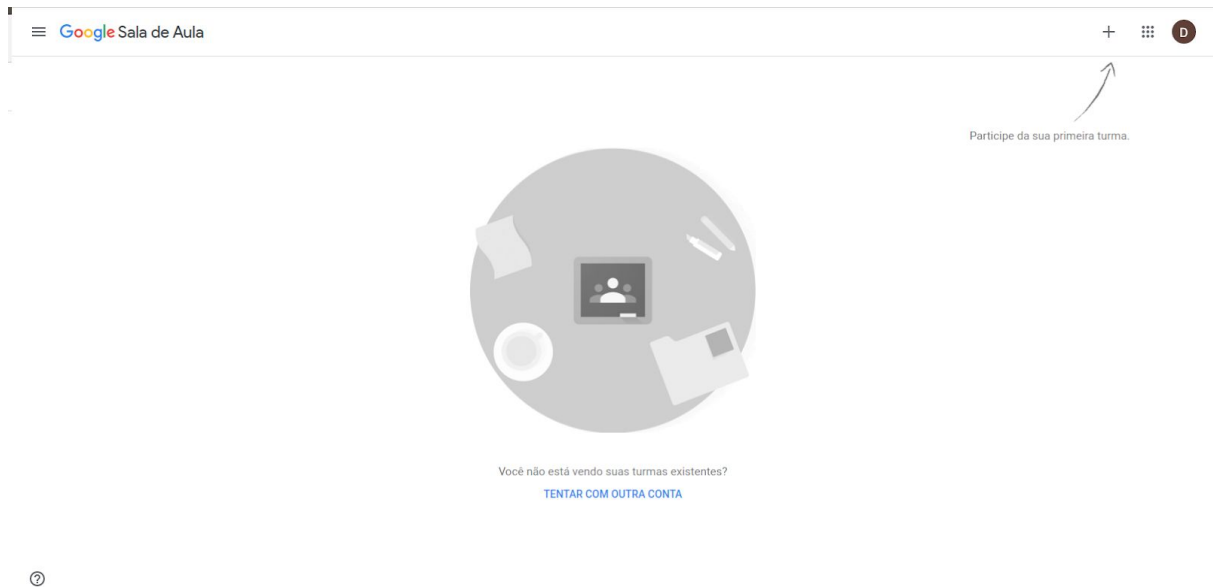 Google Sala de Aula
D
Participe da sua primeira turma.
Você não está vendo suas turmas existentes?
TENTAR COM OUTRA CONTA